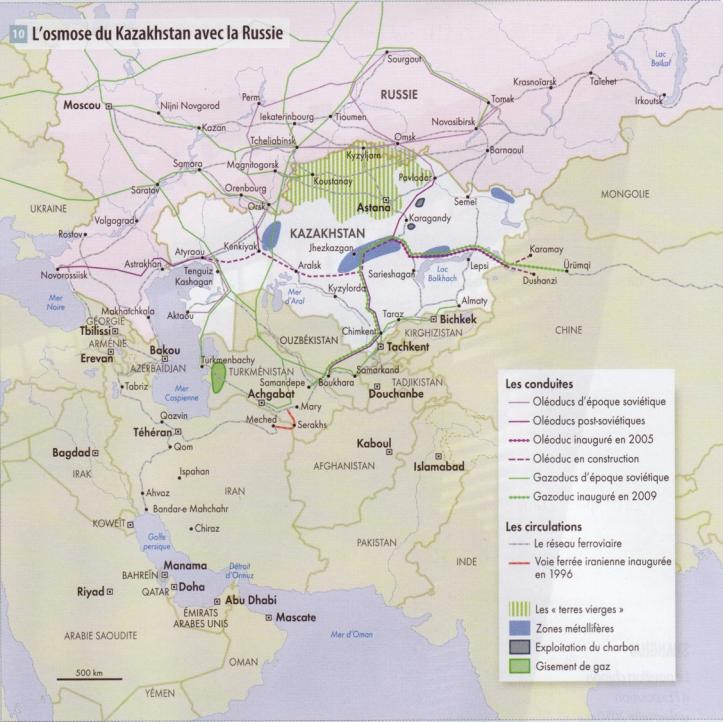 10 L'osmose du Kazakhstan avec la Russie
Sourgout
Lac
Baïkal
Krasnoïarsk
Taïchet
RUSSIE
Irkoutsk
Perm
Tomsk
Moscou
Nijni Novgorod
Iekaterinbourg
Tioumen
Novosibirsk
Kazan
Omsk
Tcheliabinsk
Kyzyljarn
Barnaoul
Samara
Magnitogorsk
Koustanay
Pavlodar
Saratov
Orenbourg
Semeï
MONGOLIE
Orsk
Astana
UKRAINE
Volgograd
Karagandy
Rostov
KAZAKHSTAN
Kenkiyak
Jhezkazgan
Karamay
Atyraou
Astrakhan
Aralsk
Lepsi
Ürümqi
Novorossiisk
Tenguiz
Sarieshagan
Lac
Balkhach
Dushanzi
Kashagan
Mer
d'Aral
Kyzylorda
Mer
Noire
Makhatchkala
Aktaou
Almaty
GÉORGIE
Taraz
Bichkek
Tbilissi
Chimkent
KIRGHIZISTAN
CHINE
ARMÉNIE
OUZBÉKISTAN
Tachkent
Erevan
Bakou
AZERBAÏDJAN
Turkmenbachy
TURKMÉNISTAN
Samarkand
Tabriz
Mer
Caspienne
Samandepe
Boukhara
TADJIKISTAN
Achgabat
Douchanbe
Mary
Qazvin
Meched
Serakhs
Téhéran
Qom
Kaboul
Bagdad
AFGHANISTAN
Islamabad
Ispahan
IRAK
IRAN
Ahvaz
Bandar-e Mahchahr
KOWEÏT
Chiraz
Golfe
persique
PAKISTAN
INDE
Manama
Détroit
d'Ormuz
BAHREÏN
QATAR
Doha
Riyad
Abu Dhabi
ÉMIRATS
ARABES UNIS
Mascate
ARABIE SAOUDITE
Mer d'Oman
OMAN
500 km
YÉMEN
Les conduites
Oléoducs d'époque soviétique
Oléoducs post-soviétiques
Oléoduc inauguré en 2005
Oléoduc en construction
Gazoducs d'époque soviétique
Gazoduc inauguré en 2009
Les circulations
Le réseau ferroviaire
Voie ferrée iranienne inaugurée
en 1996
Les « terres vierges »
Zones métallifères
Exploitation du charbon
Gisement de gaz